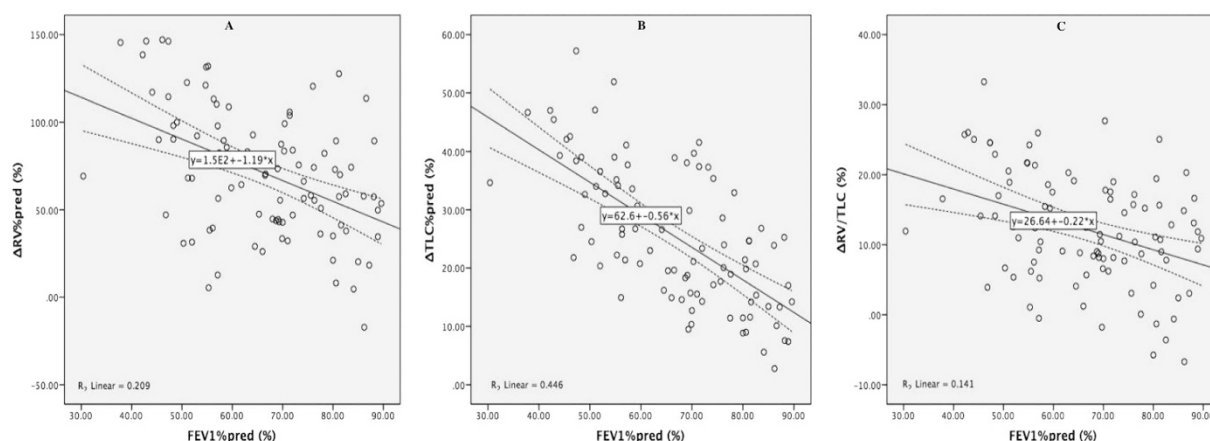 A
ΔRV%pred (%)
150.00
100.00
50.00
.00
-50.00
y=1.5E2+-1.19*x
R₂ Linear = 0.209
30.00 40.00 50.00 60.00 70.00 80.00 90.00
FEV1%pred (%)
B
ΔTLC%pred (%)
60.00
50.00
40.00
30.00
20.00
10.00
.00
y=62.6+-0.56*x
R₂ Linear = 0.446
30.00 40.00 50.00 60.00 70.00 80.00 90.00
FEV1%pred (%)
C
ΔRV/TLC (%)
40.00
30.00
20.00
10.00
.00
-10.00
y=26.64+-0.22*x
R₂ Linear = 0.141
30.00 40.00 50.00 60.00 70.00 80.00 90.00
FEV1%pred (%)